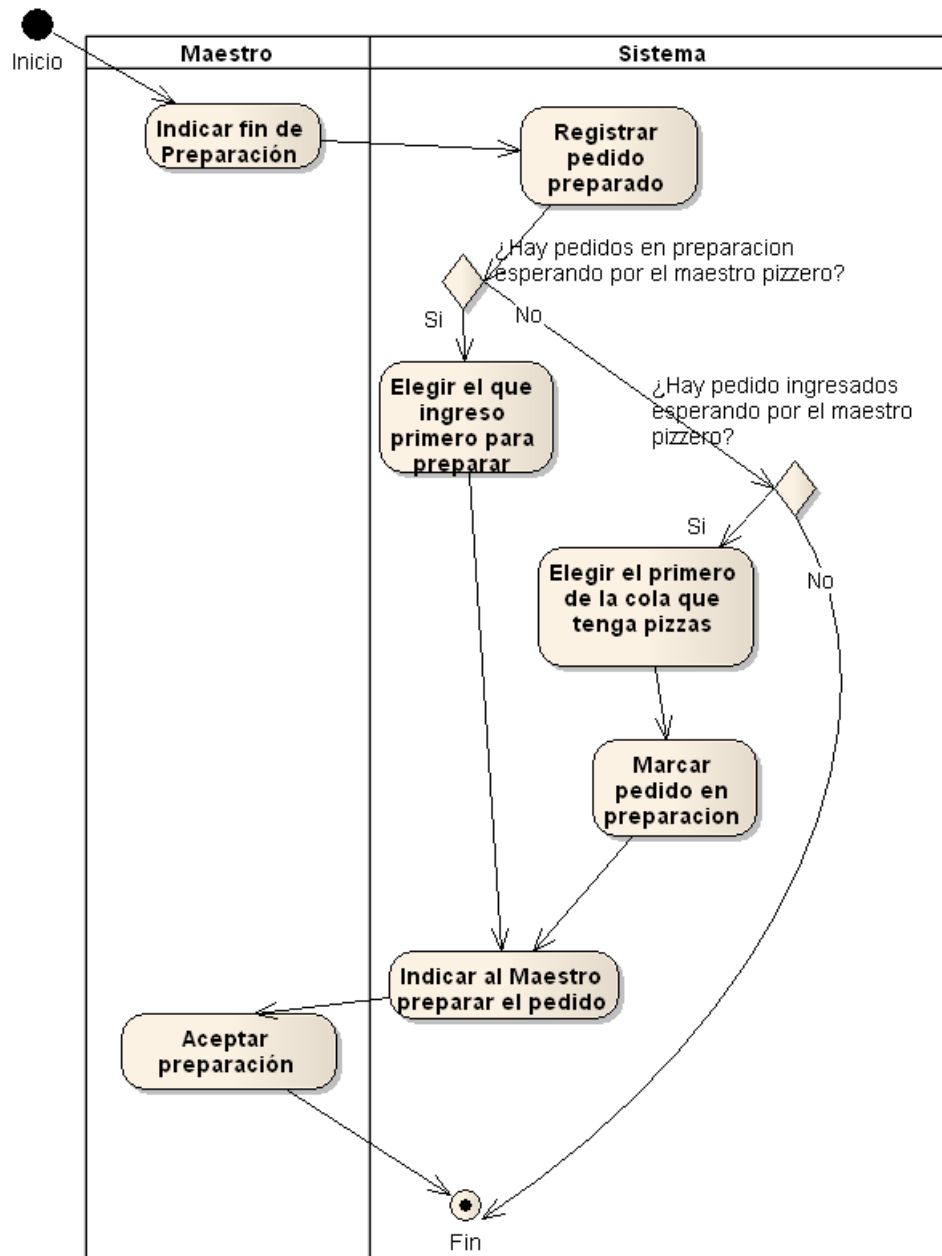 Inicio
Maestro
Sistema
Indicar fin de
Preparación
Registrar
pedido
preparado
¿Hay pedidos en preparacion
esperando por el maestro pizzero?
Si
No
Elegir el que
ingreso
primero para
preparar
¿Hay pedido ingresados
esperando por el maestro
pizzero?
Si
No
Elegir el primero
de la cola que
tenga pizzas
Marcar
pedido en
preparacion
Indicar al Maestro
preparar el pedido
Aceptar
preparación
Fin